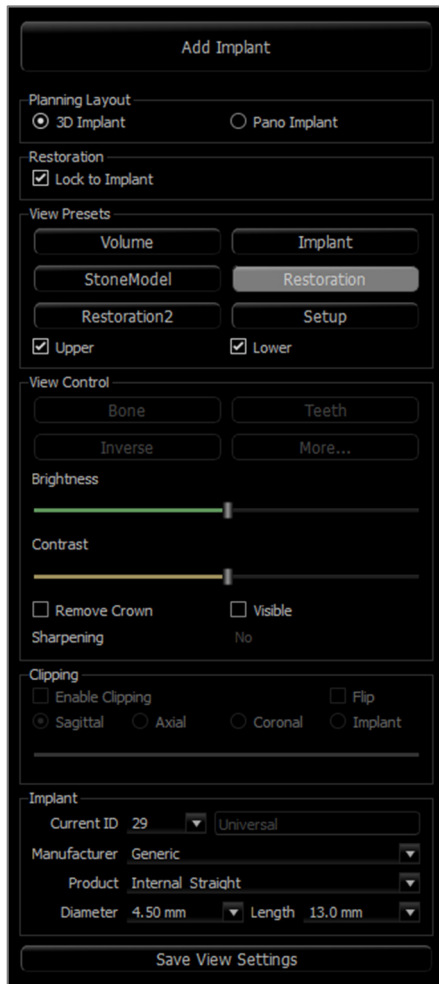 Add Implant
Planning Layout
3D Implant Pano Implant
Restoration
Lock to Implant
View Presets
Volume Implant
StoneModel Restoration
Restoration2 Setup
Upper Lower
View Control
Bone Teeth
Inverse More...
Brightness
Contrast
Remove Crown Visible
Sharpening No
Clipping
Enable Clipping Flip
Sagittal Axial Coronal Implant
Implant
Current ID 29 Universal
Manufacturer Generic
Product Internal Straight
Diameter 4.50 mm Length 13.0 mm
Save View Settings